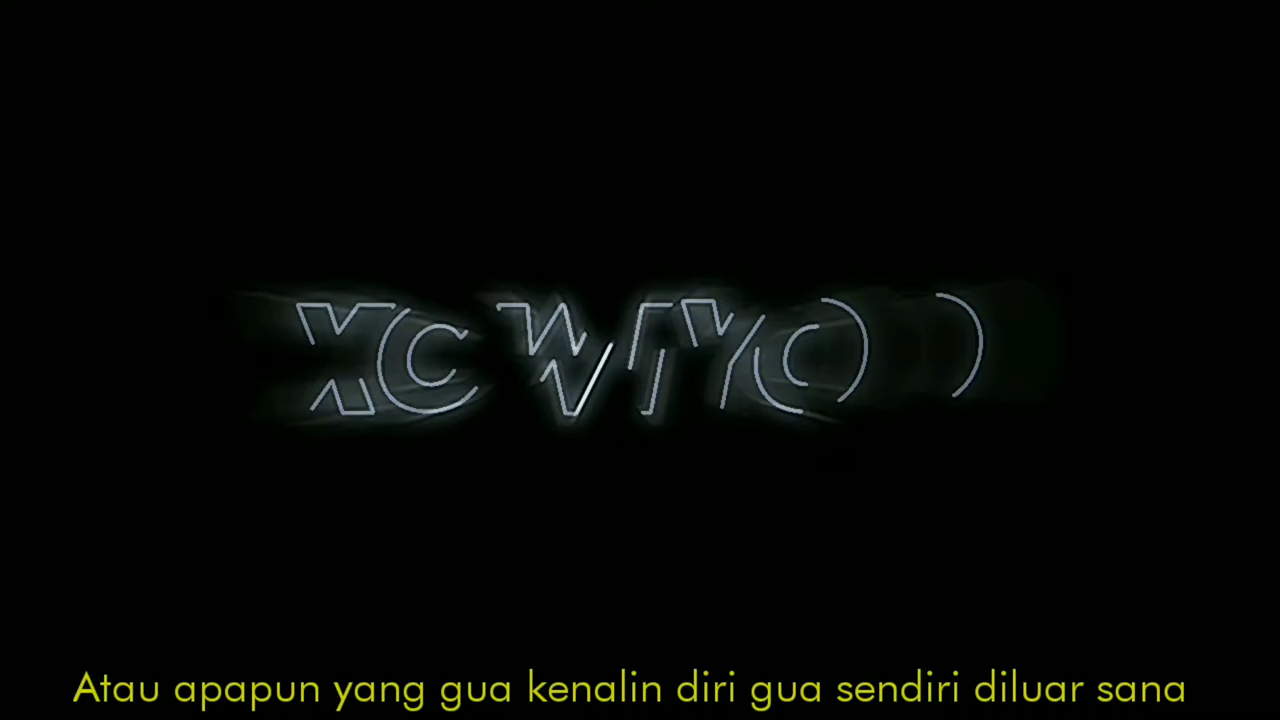 Atau apapun yang gua kenalin diri gua sendiri diluar sana